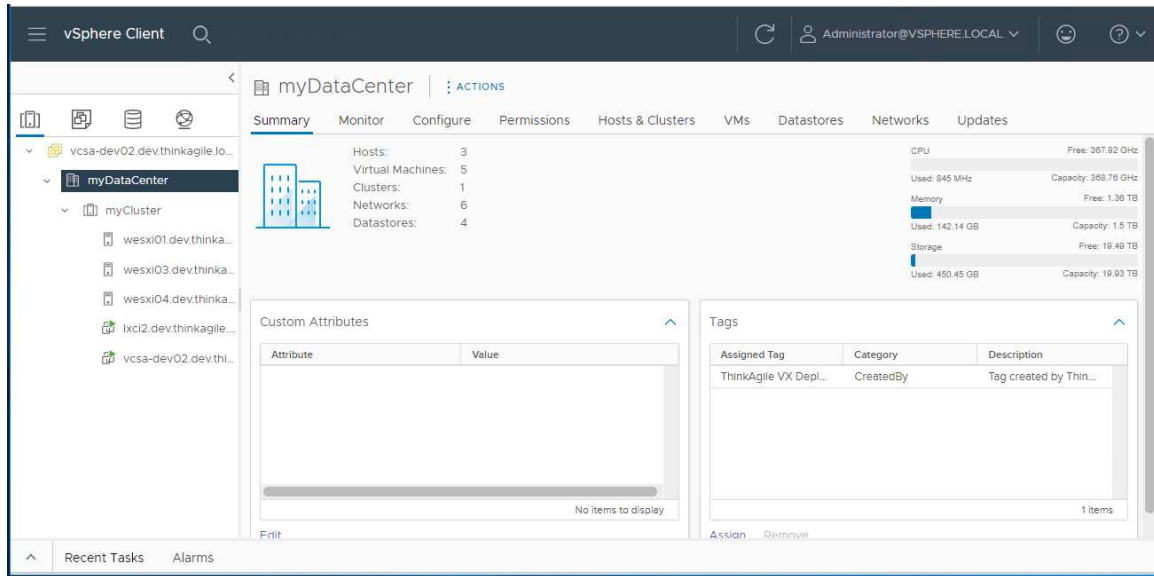 vSphere Client
Administrator@VSPHERE.LOCAL
myDataCenter
ACTIONS
Summary Monitor Configure Permissions Hosts & Clusters VMs Datastores Networks Updates
vcsa-dev02.dev.thinkagile.lo...
myDataCenter
myCluster
wesxi01.dev.thinka...
wesxi03.dev.thinka...
wesxi04.dev.thinka...
lxci2.dev.thinkagile....
vcsa-dev02.dev.thi...
Hosts: 3
Virtual Machines: 5
Clusters: 1
Networks: 6
Datastores: 4
CPU Free: 367.92 GHz
Used: 845 MHz Capacity: 368.76 GHz
Memory Free: 1.36 TB
Used: 142.14 GB Capacity: 1.5 TB
Storage Free: 19.49 TB
Used: 450.45 GB Capacity: 19.93 TB
Custom Attributes
Attribute Value
No items to display
Edit
Tags
Assigned Tag Category Description
ThinkAgile VX Depl... CreatedBy Tag created by Thin...
1 items
Assign Remove
Recent Tasks Alarms